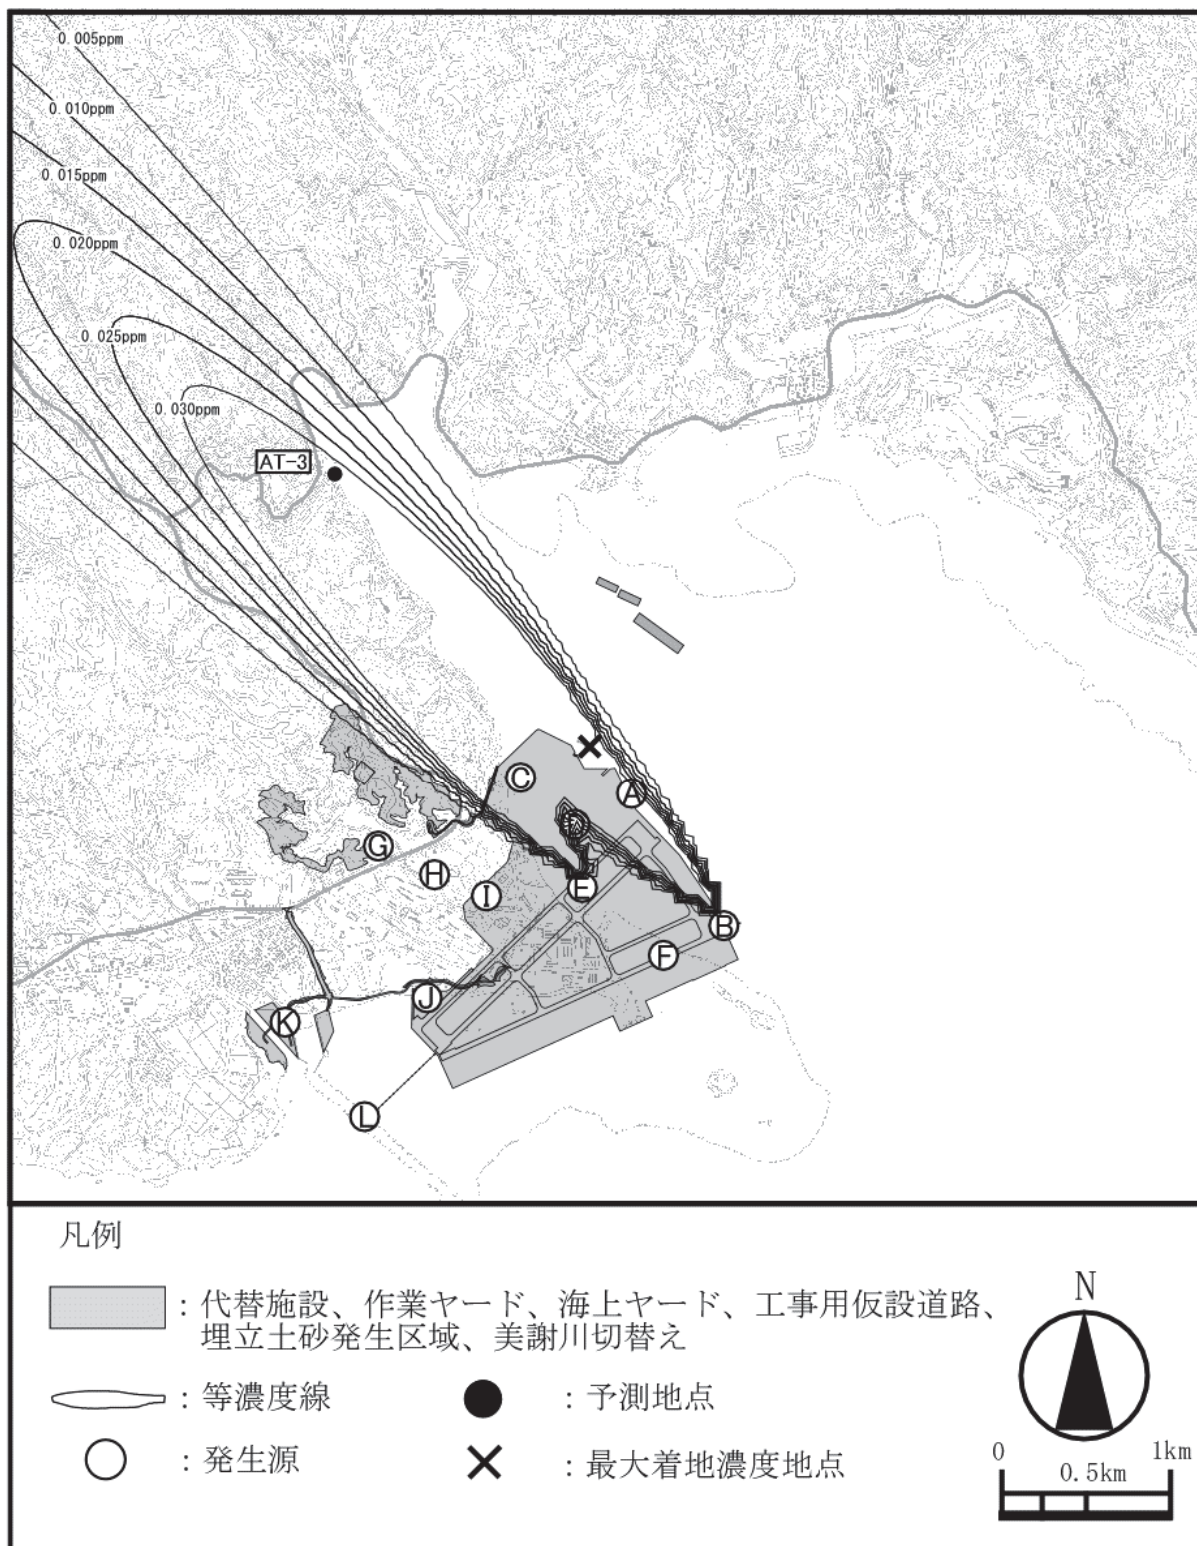 0.005ppm
0.010ppm
0.015ppm
0.020ppm
0.025ppm
0.030ppm
AT-3
C
A
D
G
H
E
I
B
F
J
K
L
凡例
：代替施設、作業ヤード、海上ヤード、工事用仮設道路、
埋立土砂発生区域、美謝川切替え
：等濃度線
：予測地点
：発生源
：最大着地濃度地点
N
0
1km
0.5km